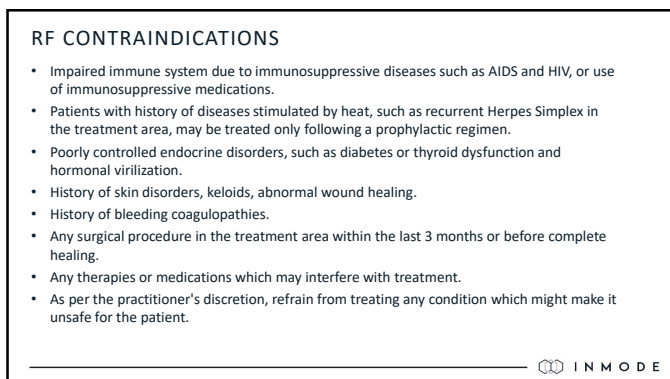 RF CONTRAINDICATIONS
• Impaired immune system due to immunosuppressive diseases such as AIDS and HIV, or use
of immunosuppressive medications.
• Patients with history of diseases stimulated by heat, such as recurrent Herpes Simplex in
the treatment area, may be treated only following a prophylactic regimen.
• Poorly controlled endocrine disorders, such as diabetes or thyroid dysfunction and
hormonal virilization.
• History of skin disorders, keloids, abnormal wound healing.
• History of bleeding coagulopathies.
• Any surgical procedure in the treatment area within the last 3 months or before complete
healing.
• Any therapies or medications which may interfere with treatment.
• As per the practitioner's discretion, refrain from treating any condition which might make it
unsafe for the patient.
INMODE